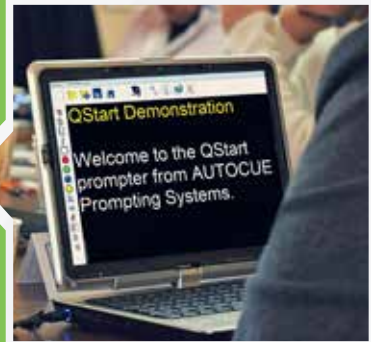 QStart Demonstration
Welcome to the QStart
prompter from AUTOCUE
Prompting Systems.